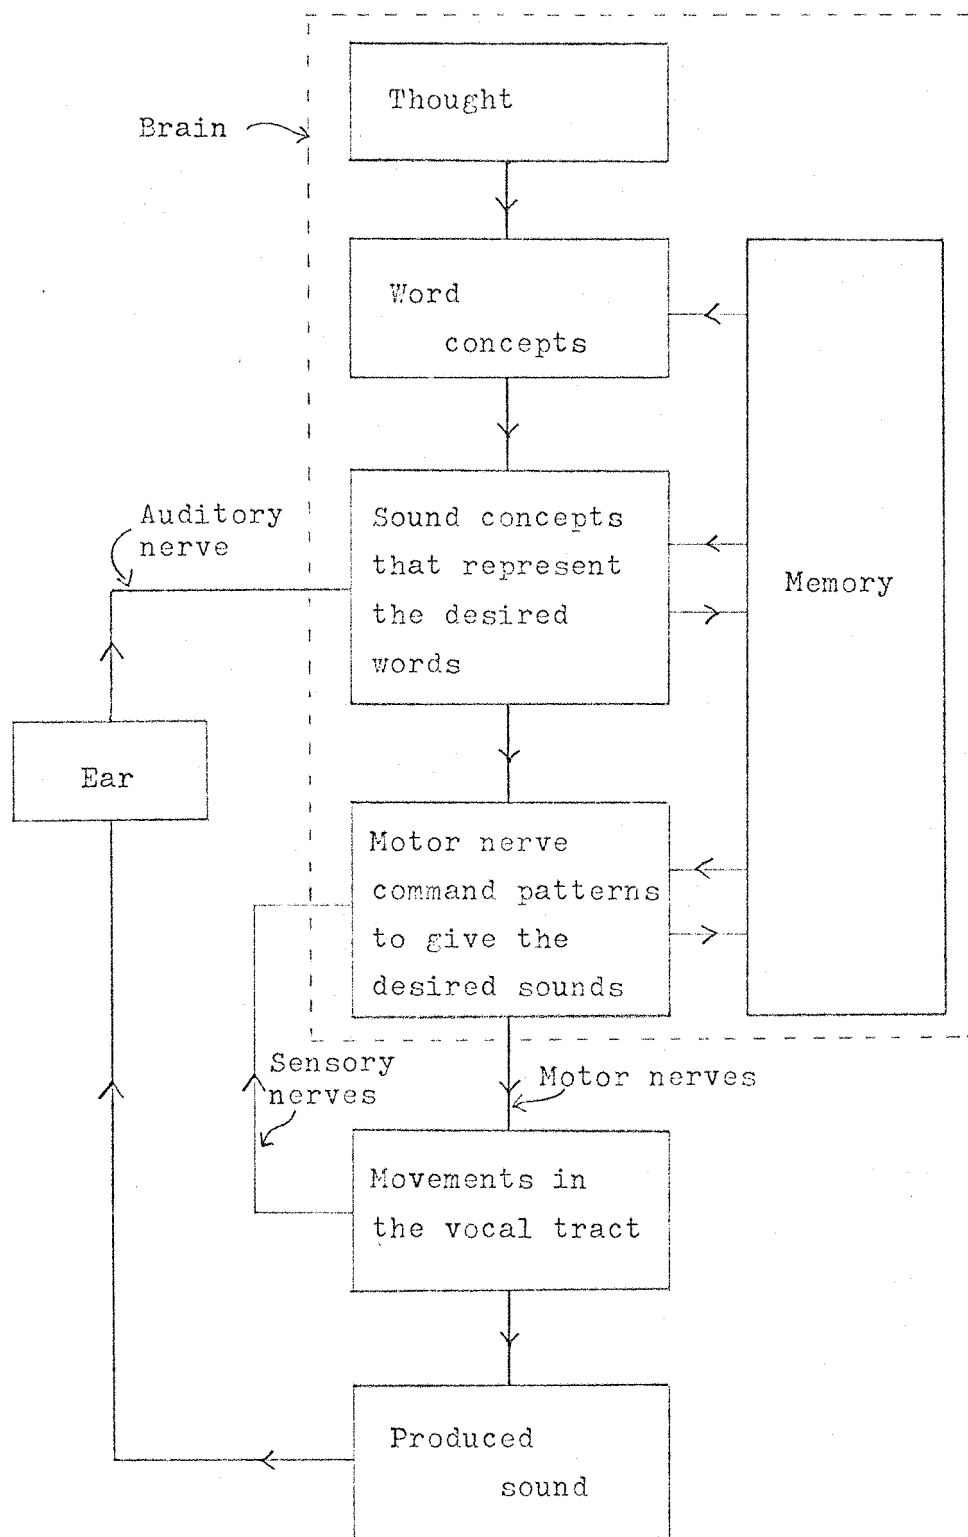 Thought
Brain
Word
concepts
Auditory
nerve
Sound concepts
that represent
the desired
words
Memory
Ear
Motor nerve
command patterns
to give the
desired sounds
Sensory
nerves
Motor nerves
Movements in
the vocal tract
Produced
sound